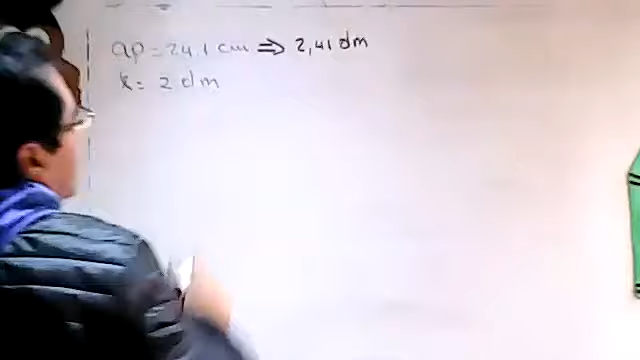 ap = 24.1 cm ⇒ 2,41 dm
x = 2 dm